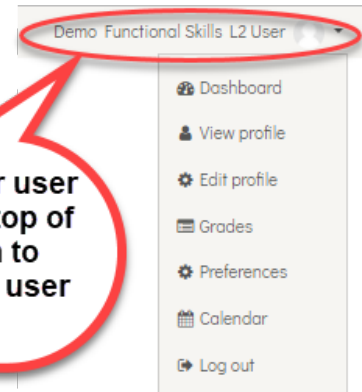 Demo Functional Skills L2 User
Dashboard
View profile
Edit profile
Grades
Preferences
Calendar
Log out
user
top of
to
user